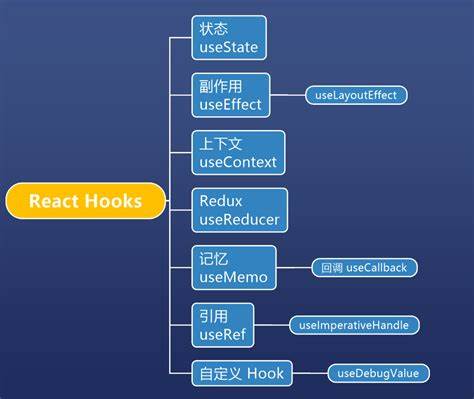 状态
useState
副作用
useEffect
useLayoutEffect
上下文
useContext
React Hooks
Redux
useReducer
记忆
useMemo
回调 useCallback
引用
useRef
useImperativeHandle
自定义 Hook
useDebugValue